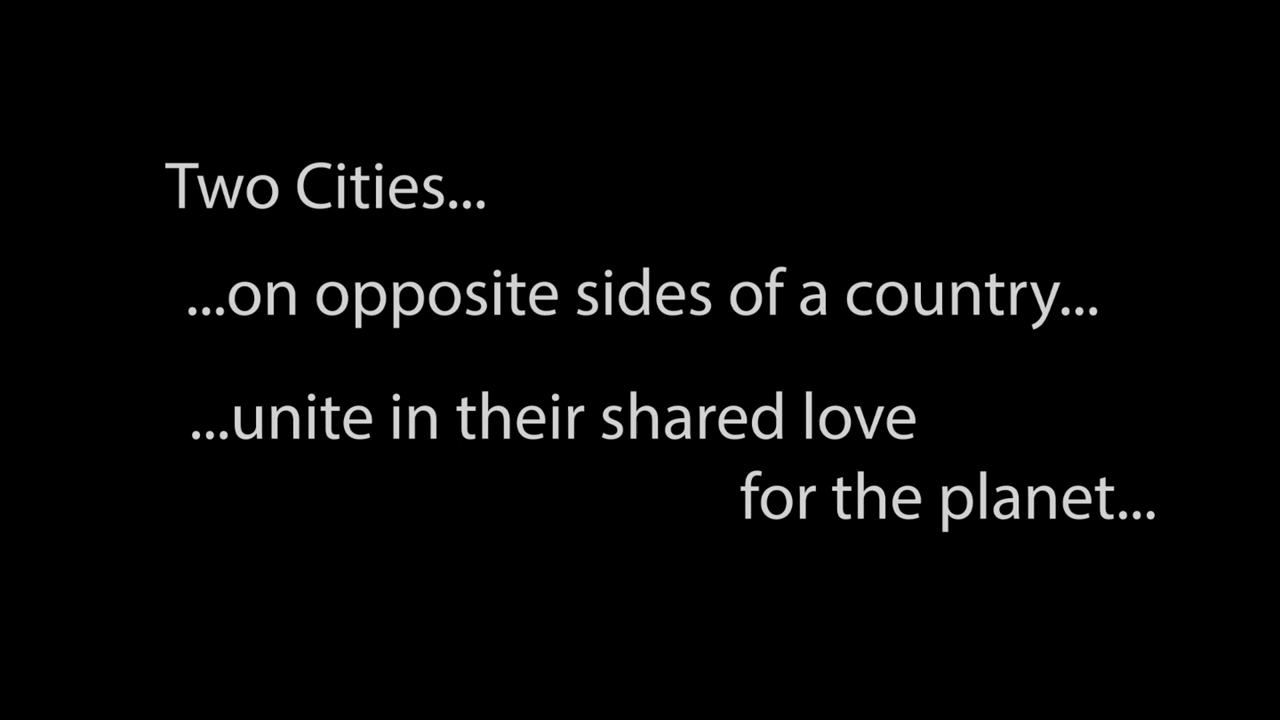 Two Cities...
...on opposite sides of a country...
...unite in their shared love
for the planet...